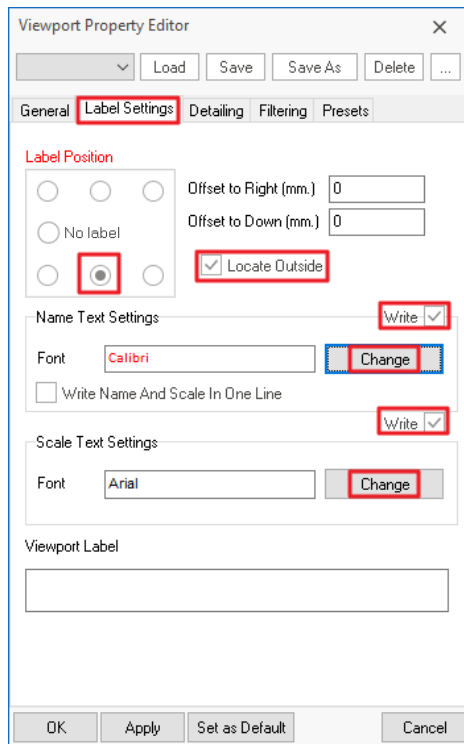 Viewport Property Editor
Load Save Save As Delete ...
General Label Settings Detailing Filtering Presets
Label Position
Offset to Right (mm.) 0
No label
Offset to Down (mm.) 0
Locate Outside
Name Text Settings Write
Font Calibri Change
Write Name And Scale In One Line
Write
Scale Text Settings
Font Arial Change
Viewport Label
OK Apply Set as Default Cancel